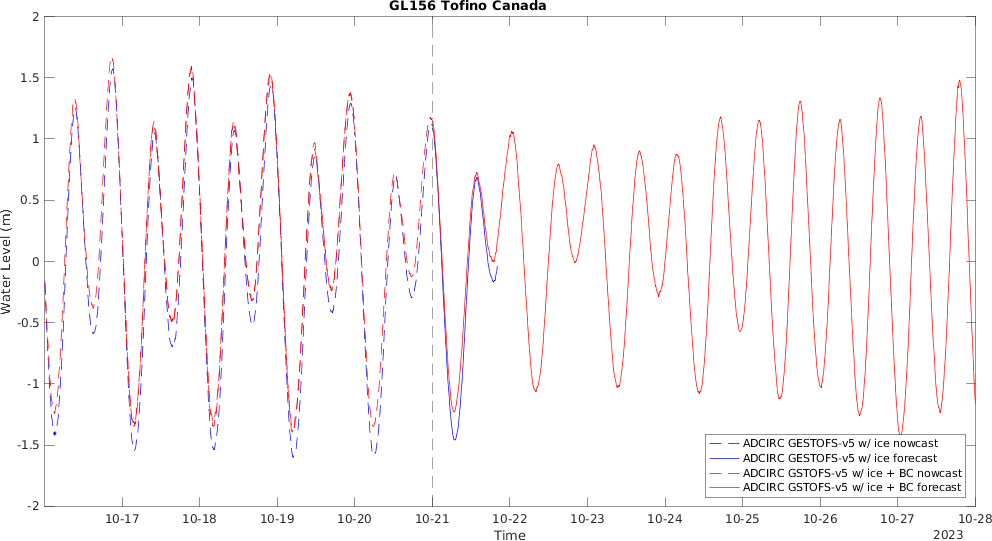 GL156 Tofino Canada
2
1.5
1
0.5
0
-0.5
-1
-1.5
-2
Water Level (m)
ADCIRC GESTOFS-v5 w/ ice nowcast
ADCIRC GESTOFS-v5 w/ ice forecast
ADCIRC GSTOFS-v5 w/ ice + BC nowcast
ADCIRC GSTOFS-v5 w/ ice + BC forecast
10-17 10-18 10-19 10-20 10-21 10-22 10-23 10-24 10-25 10-26 10-27 10-28
Time
2023